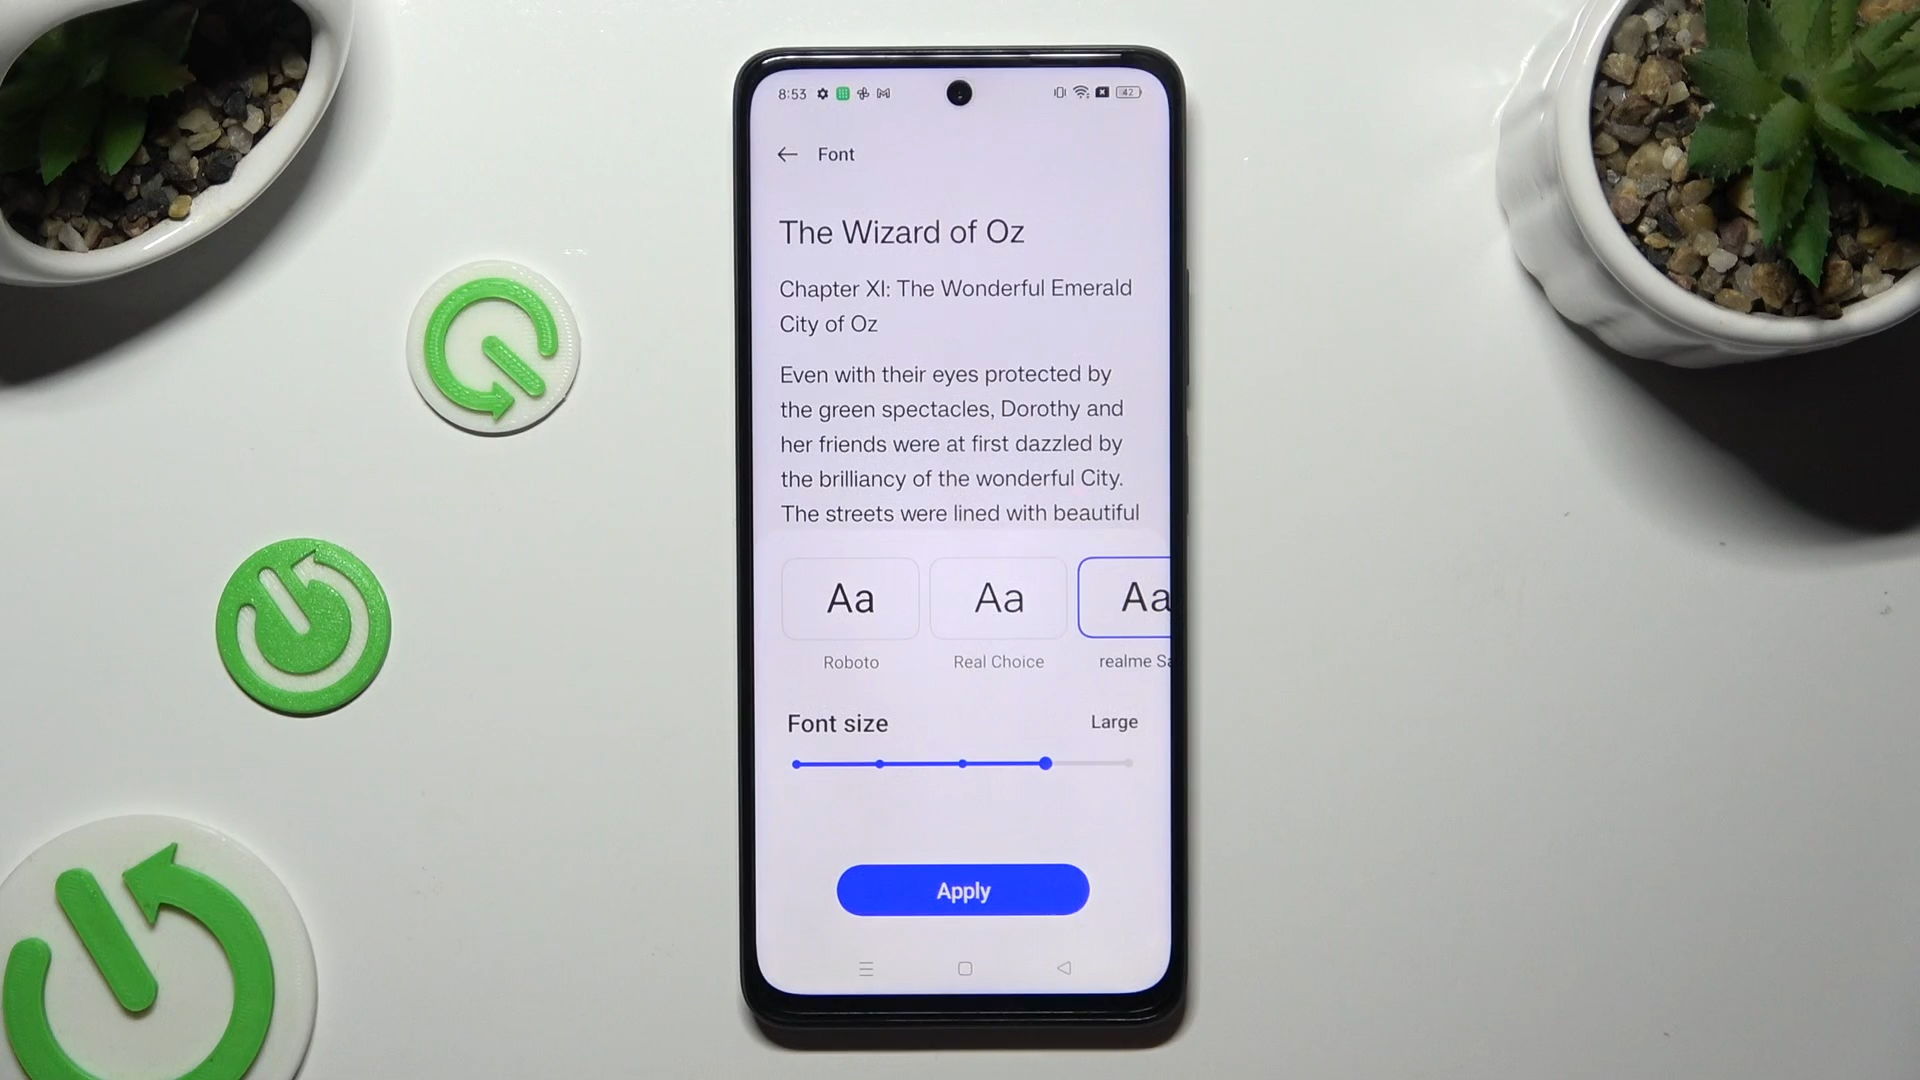 8:53
42
Font
The Wizard of Oz
Chapter XI: The Wonderful Emerald
City of Oz
Even with their eyes protected by
the green spectacles, Dorothy and
her friends were at first dazzled by
the brilliancy of the wonderful City.
The streets were lined with beautiful
Aa Aa Aa
Roboto Real Choice realme Sa
Font size Large
Apply